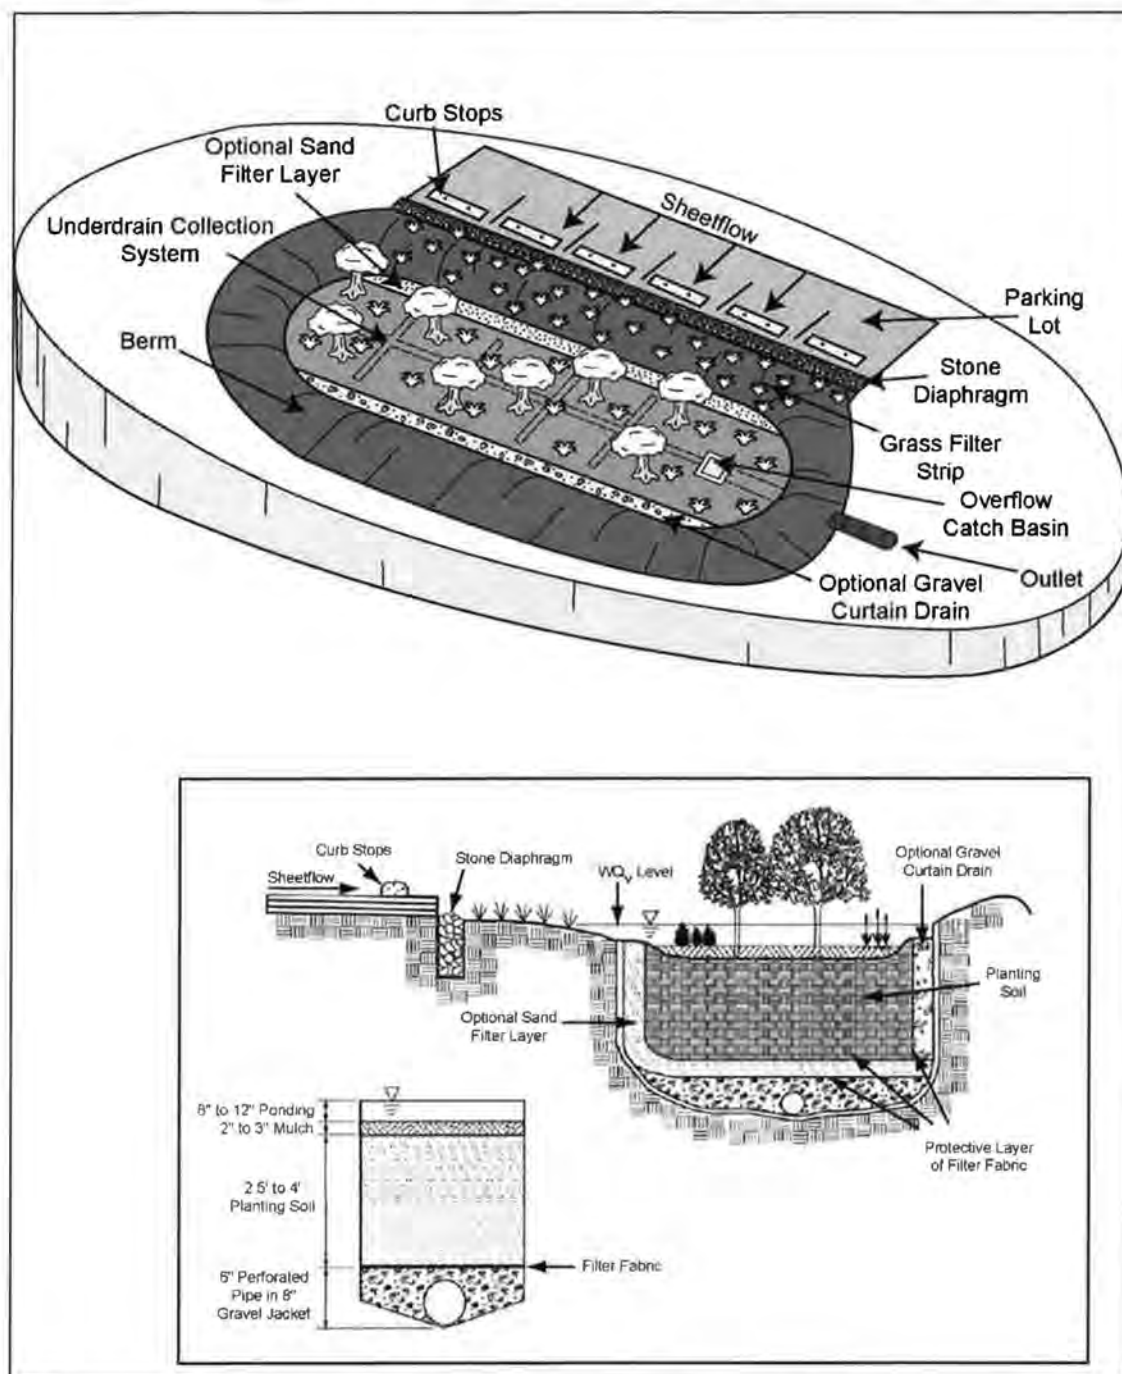 Curb Stops
Optional Sand
Filter Layer
Sheetflow
Underdrain Collection
System
Parking
Lot
Berm
Stone
Diaphragm
Grass Filter
Strip
Overflow
Catch Basin
Outlet
Optional Gravel
Curtain Drain
Curb Stops
Stone Diaphragm
Sheetflow
WQv Level
Optional Gravel
Curtain Drain
Planting
Soil
Optional Sand
Filter Layer
Protective Layer
of Filter Fabric
8" to 12" Ponding
2" to 3" Mulch
2.5' to 4'
Planting Soil
Filter Fabric
6" Perforated
Pipe in 8"
Gravel Jacket